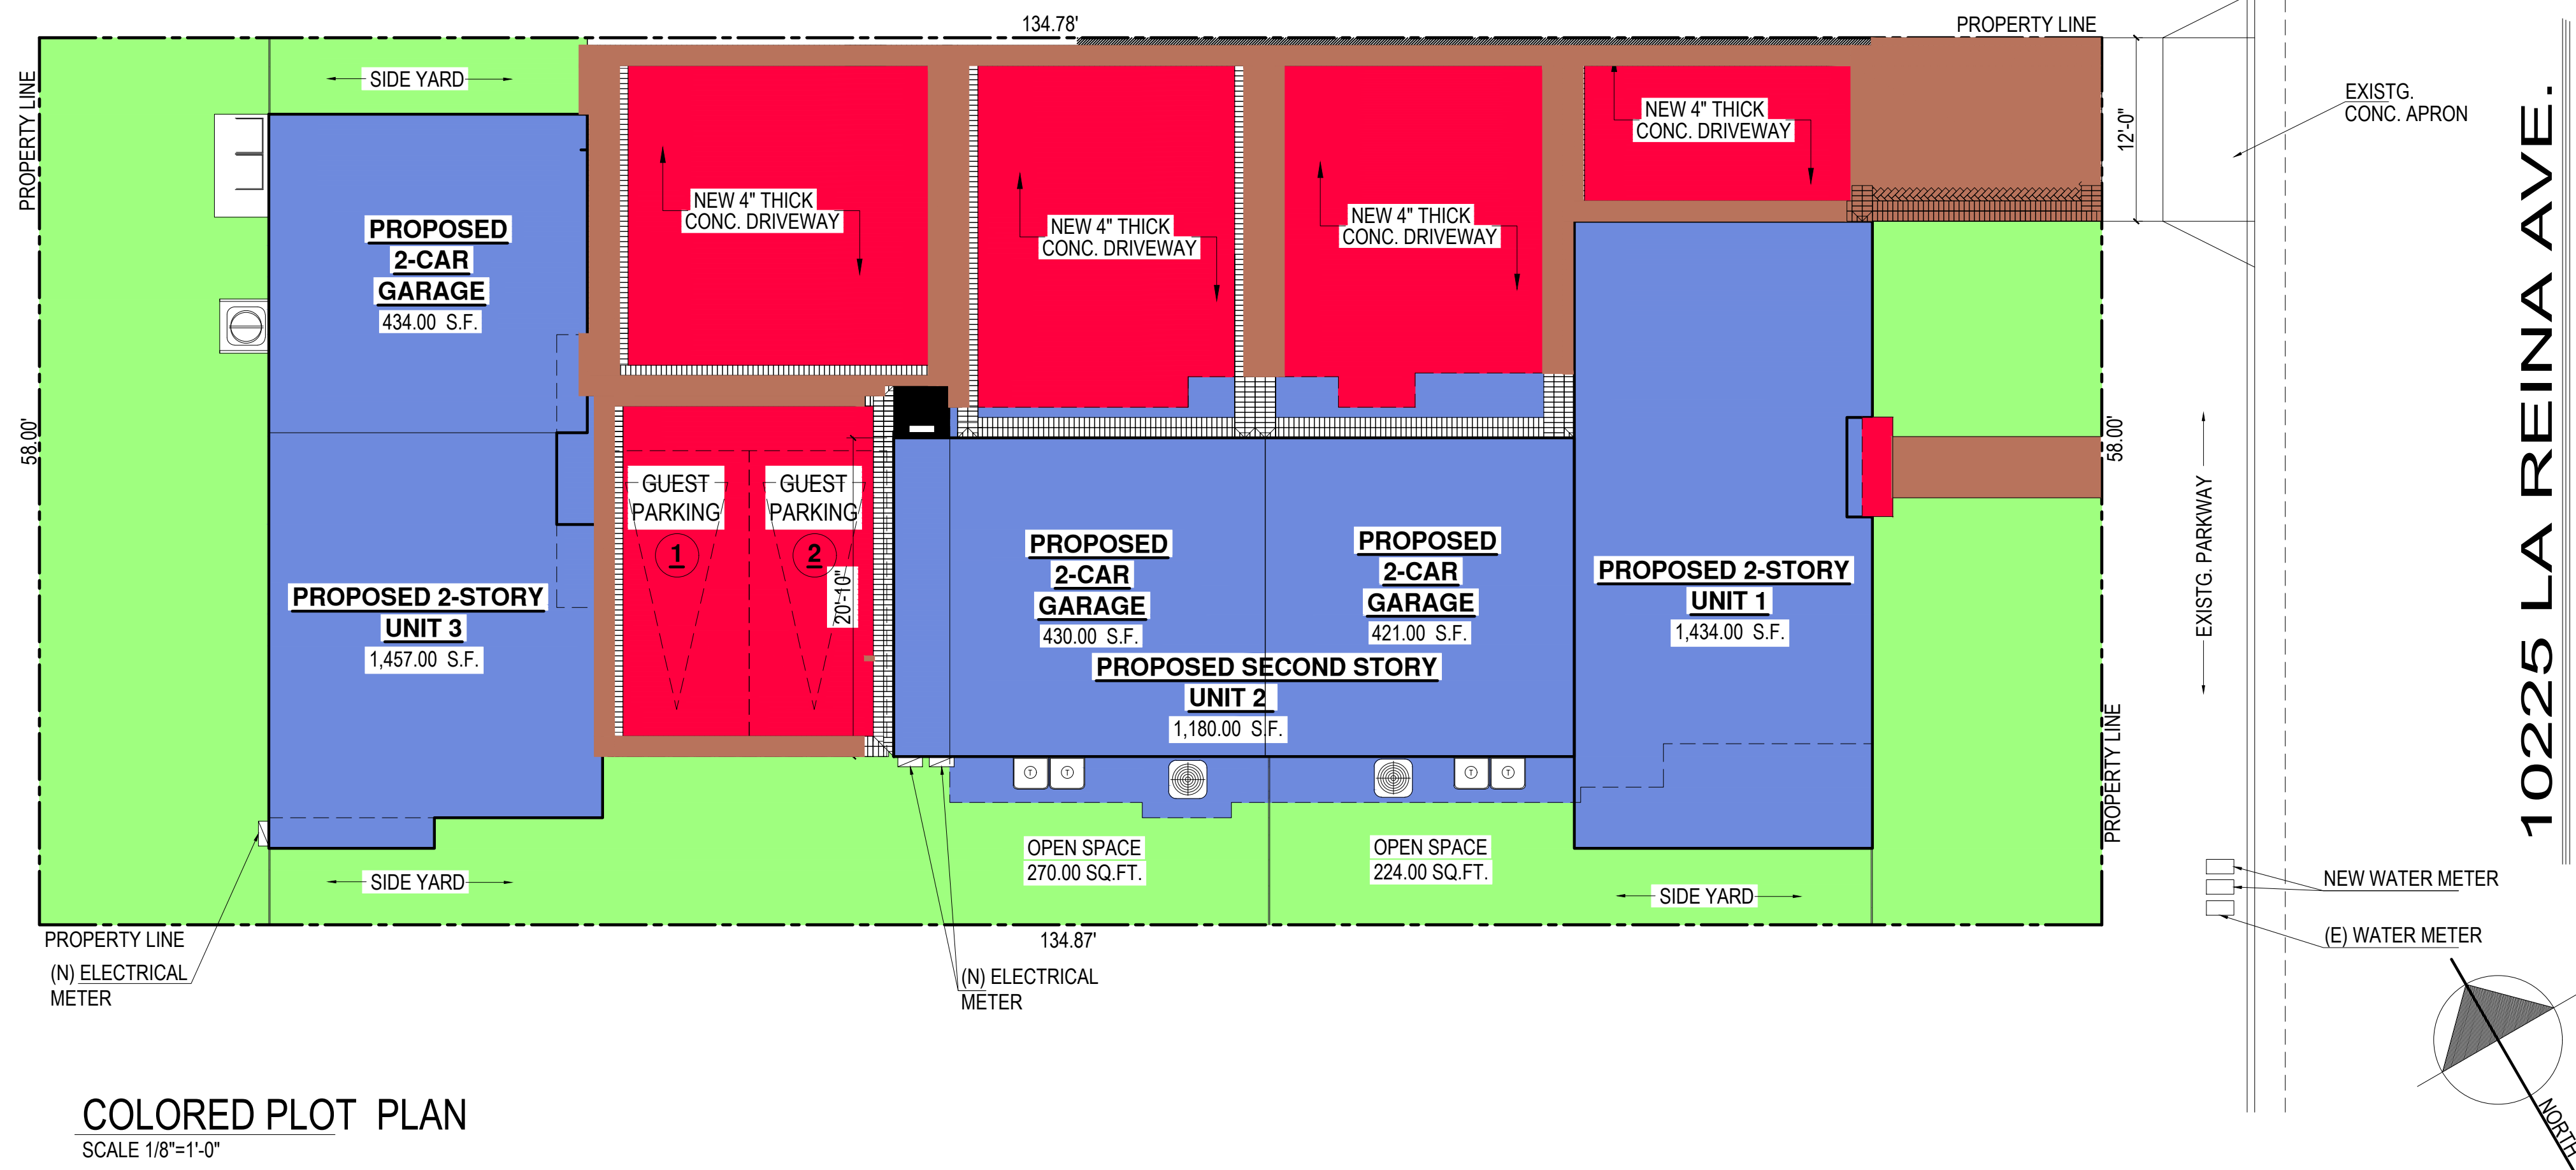 134.78'
PROPERTY LINE
PROPERTY LINE
SIDE YARD
12'-0"
EXISTG.
CONC. APRON
10225 LA REINA AVE.
NEW 4" THICK
CONC. DRIVEWAY
NEW 4" THICK
CONC. DRIVEWAY
NEW 4" THICK
CONC. DRIVEWAY
NEW 4" THICK
CONC. DRIVEWAY
PROPOSED
2-CAR
GARAGE
434.00 S.F.
58.00'
58.00'
GUEST
PARKING
1
GUEST
PARKING
2
20'-10"
PROPOSED
2-CAR
GARAGE
430.00 S.F.
PROPOSED
2-CAR
GARAGE
421.00 S.F.
PROPOSED 2-STORY
UNIT 3
1,457.00 S.F.
PROPOSED SECOND STORY
UNIT 2
1,180.00 S.F.
PROPOSED 2-STORY
UNIT 1
1,434.00 S.F.
EXISTG. PARKWAY
PROPERTY LINE
T
T
T
T
OPEN SPACE
270.00 SQ.FT.
OPEN SPACE
224.00 SQ.FT.
SIDE YARD
SIDE YARD
NEW WATER METER
(E) WATER METER
PROPERTY LINE
134.87'
(N) ELECTRICAL
METER
(N) ELECTRICAL
METER
NORTH
COLORED PLOT PLAN
SCALE 1/8"=1'-0"